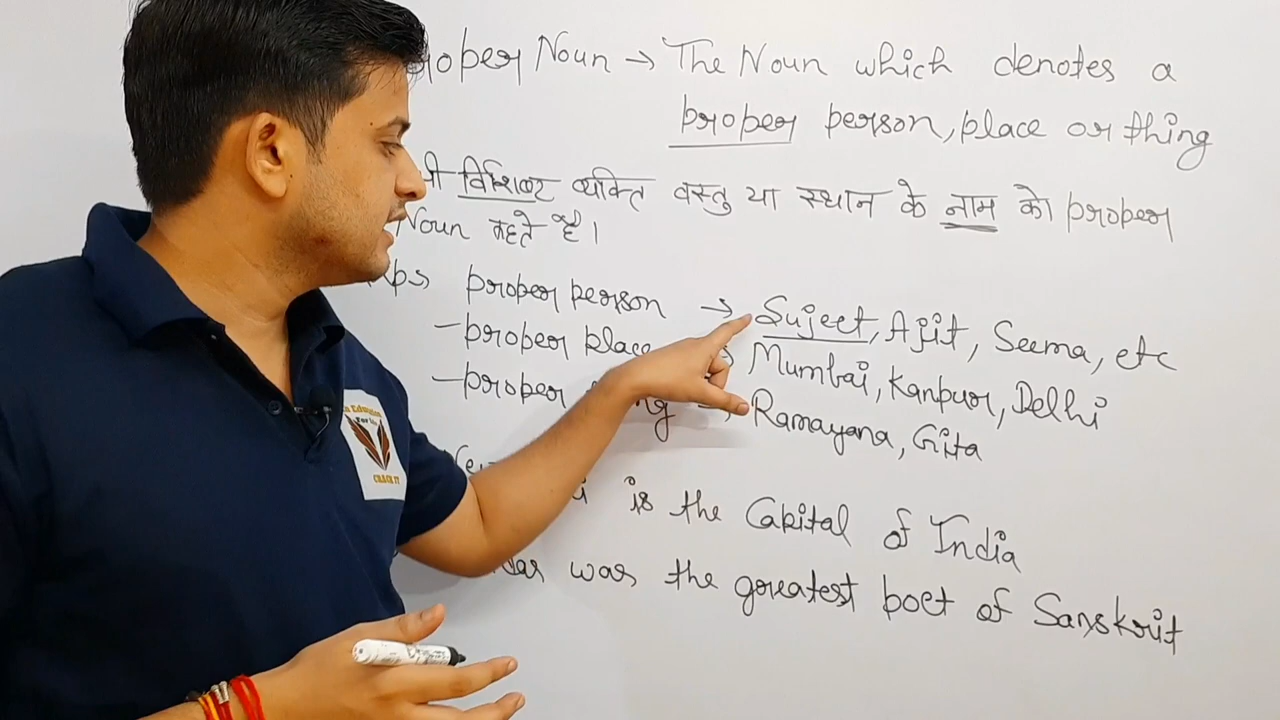 Noun → The Noun which denotes a
proper person, place or thing
विशिष्ट व्यक्ति वस्तु या स्थान के नाम को proper
Noun कहते है।
proper person → Sujeet, Ajit, Seema, etc
– proper place → Mumbai, Kanpur, Delhi
– proper → Ramayana, Gita
is the Capital of India
was the greatest poet of Sanskrit